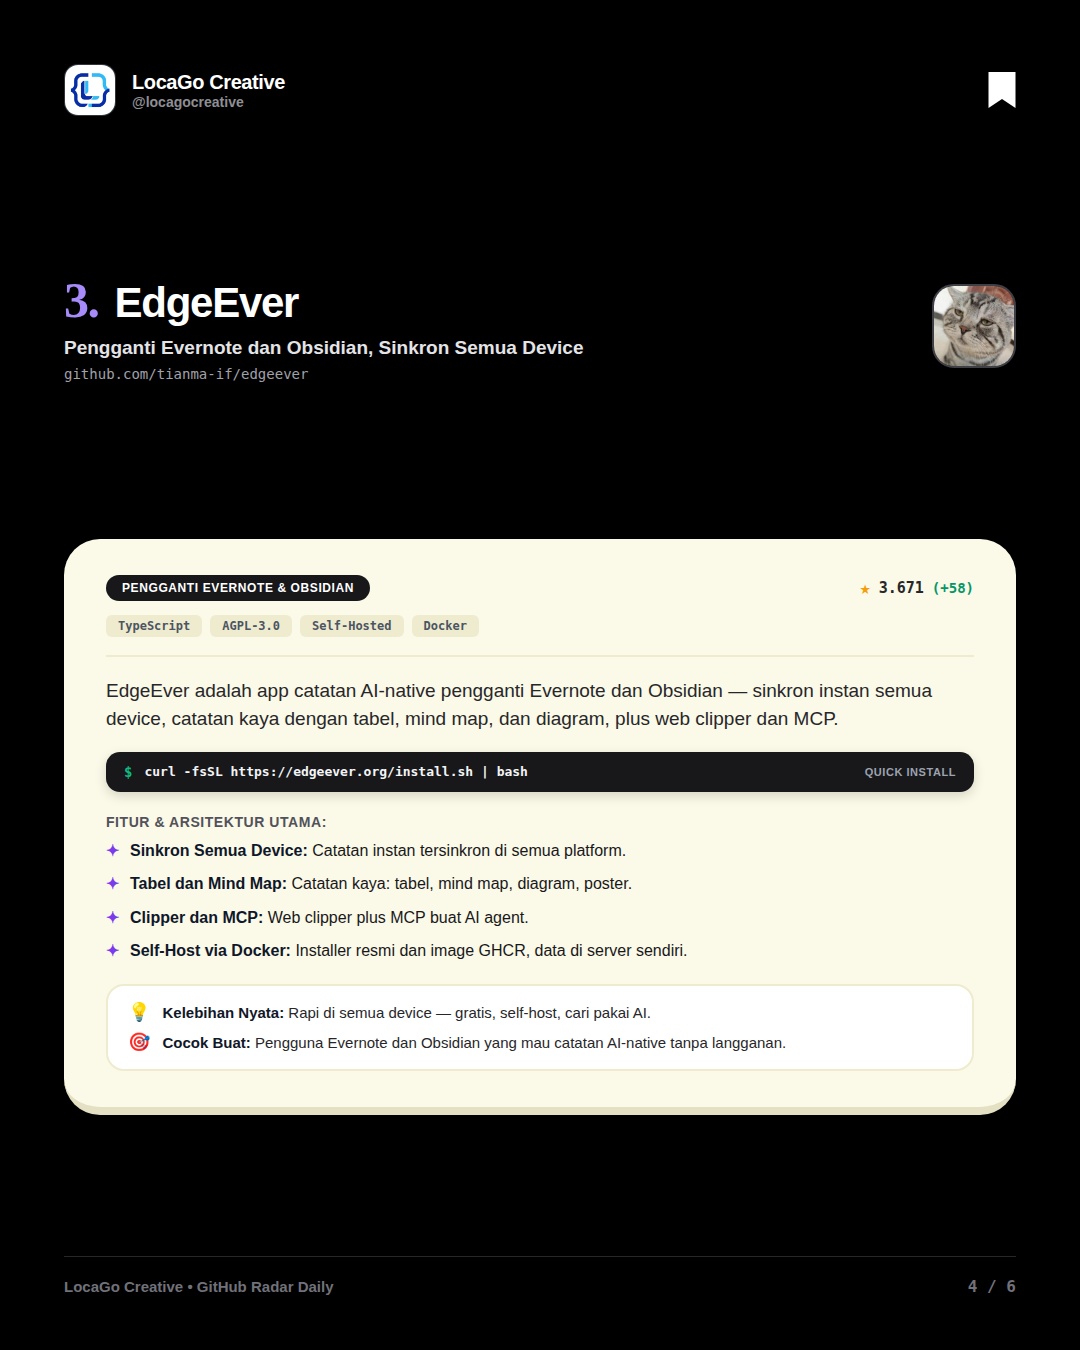 LocaGo Creative
@locagocreative
3. EdgeEver
Pengganti Evernote dan Obsidian, Sinkron Semua Device
github.com/tianma-if/edgeever
PENGGANTI EVERNOTE & OBSIDIAN
★ 3.671 (+58)
TypeScript AGPL-3.0 Self-Hosted Docker
EdgeEver adalah app catatan AI-native pengganti Evernote dan Obsidian — sinkron instan semua
device, catatan kaya dengan tabel, mind map, dan diagram, plus web clipper dan MCP.
$ curl -fsSL https://edgeever.org/install.sh | bash QUICK INSTALL
FITUR & ARSITEKTUR UTAMA:
✦ Sinkron Semua Device: Catatan instan tersinkron di semua platform.
✦ Tabel dan Mind Map: Catatan kaya: tabel, mind map, diagram, poster.
✦ Clipper dan MCP: Web clipper plus MCP buat AI agent.
✦ Self-Host via Docker: Installer resmi dan image GHCR, data di server sendiri.
💡 Kelebihan Nyata: Rapi di semua device — gratis, self-host, cari pakai AI.
🎯 Cocok Buat: Pengguna Evernote dan Obsidian yang mau catatan AI-native tanpa langganan.
LocaGo Creative • GitHub Radar Daily
4 / 6